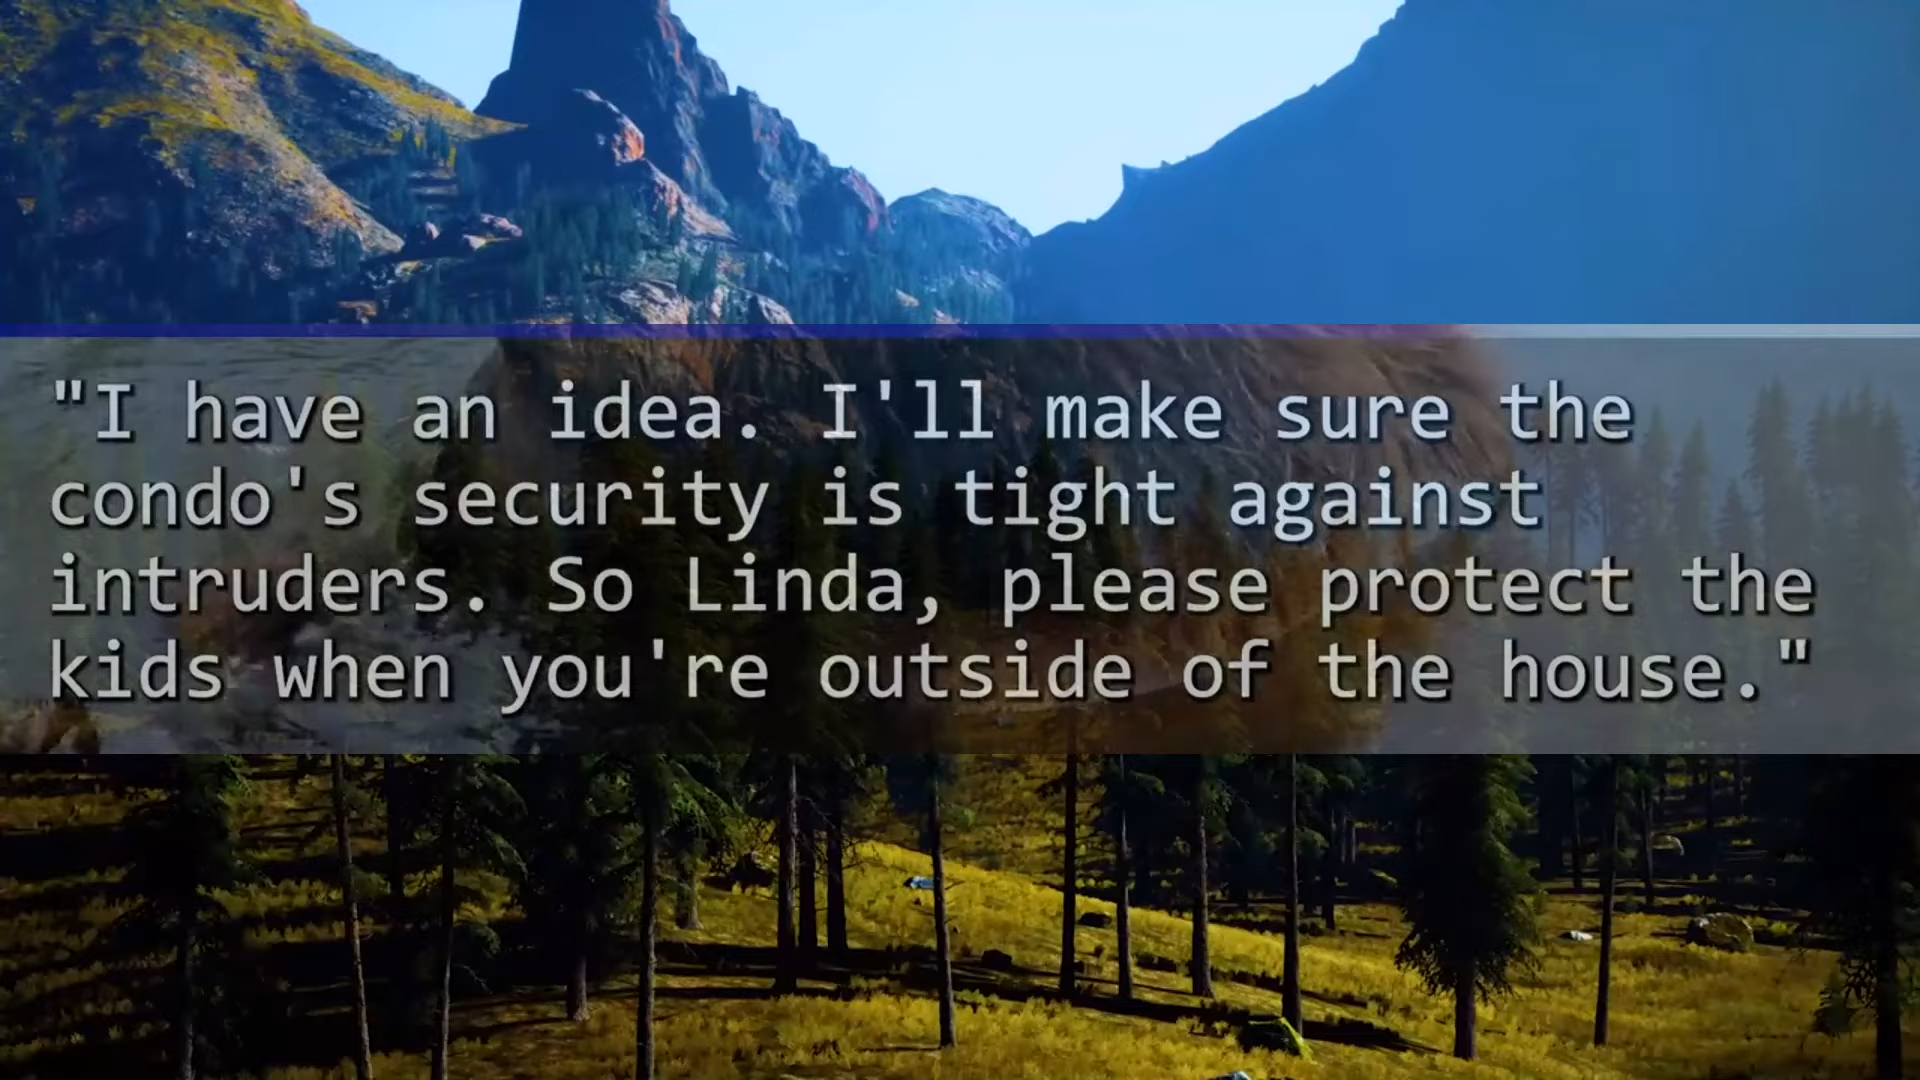 "I have an idea. I'll make sure the
condo's security is tight against
intruders. So Linda, please protect the
kids when you're outside of the house."